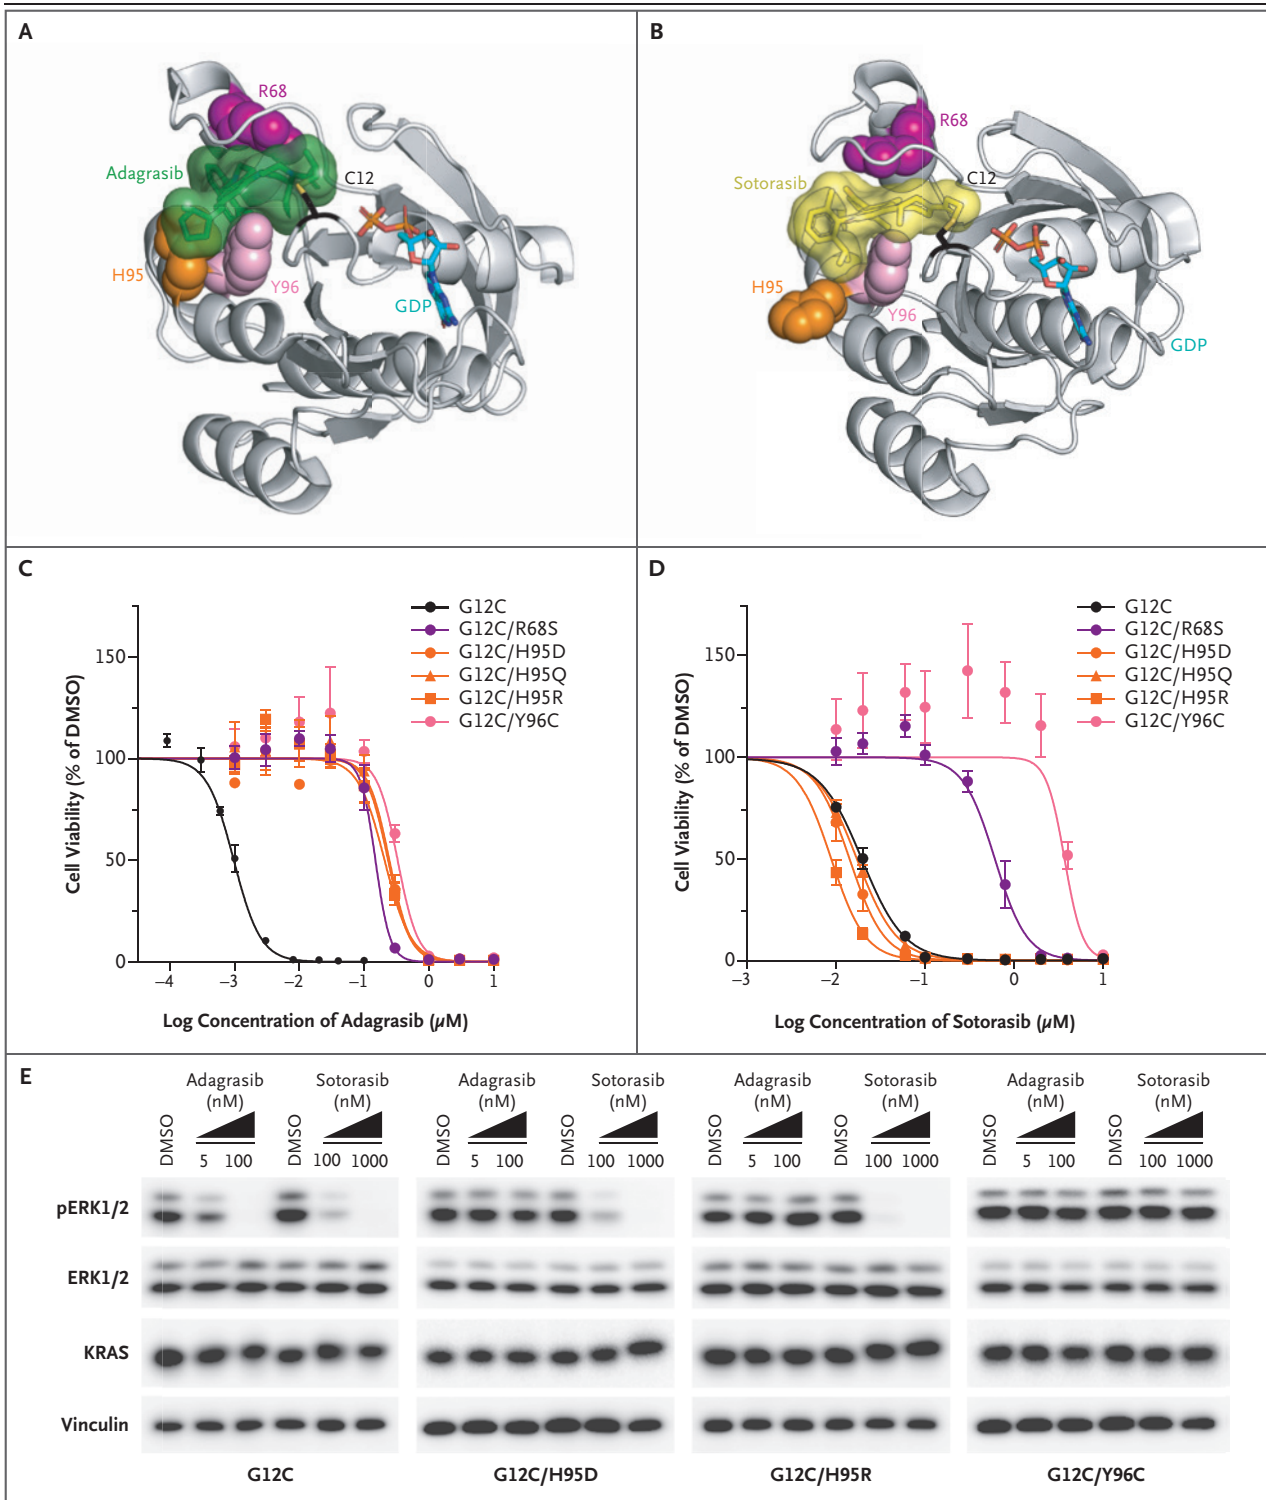 A
R68
Adagrasib
C12
H95
Y96
GDP
B
R68
Sotorasib
C12
H95
Y96
GDP
C
G12C
G12C/R68S
G12C/H95D
G12C/H95Q
G12C/H95R
G12C/Y96C
Cell Viability (% of DMSO)
150
100
50
0
−4 −3 −2 −1 0 1
Log Concentration of Adagrasib (µM)
D
G12C
G12C/R68S
G12C/H95D
G12C/H95Q
G12C/H95R
G12C/Y96C
Cell Viability (% of DMSO)
150
100
50
0
−3 −2 −1 0 1
Log Concentration of Sotorasib (µM)
E
Adagrasib (nM) Sotorasib (nM) Adagrasib (nM) Sotorasib (nM) Adagrasib (nM) Sotorasib (nM) Adagrasib (nM) Sotorasib (nM)
DMSO 5 100 DMSO 100 1000 DMSO 5 100 DMSO 100 1000 DMSO 5 100 DMSO 100 1000 DMSO 5 100 DMSO 100 1000
pERK1/2
ERK1/2
KRAS
Vinculin
G12C G12C/H95D G12C/H95R G12C/Y96C